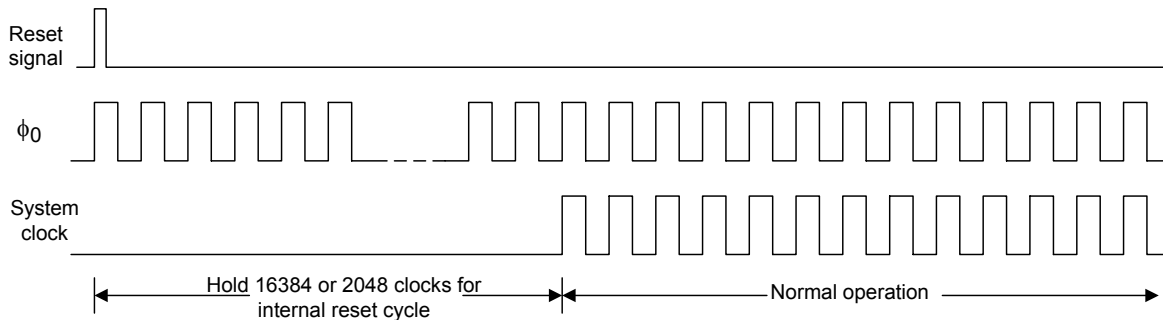 Reset
signal
ϕ0
System
clock
Hold 16384 or 2048 clocks for
internal reset cycle
Normal operation